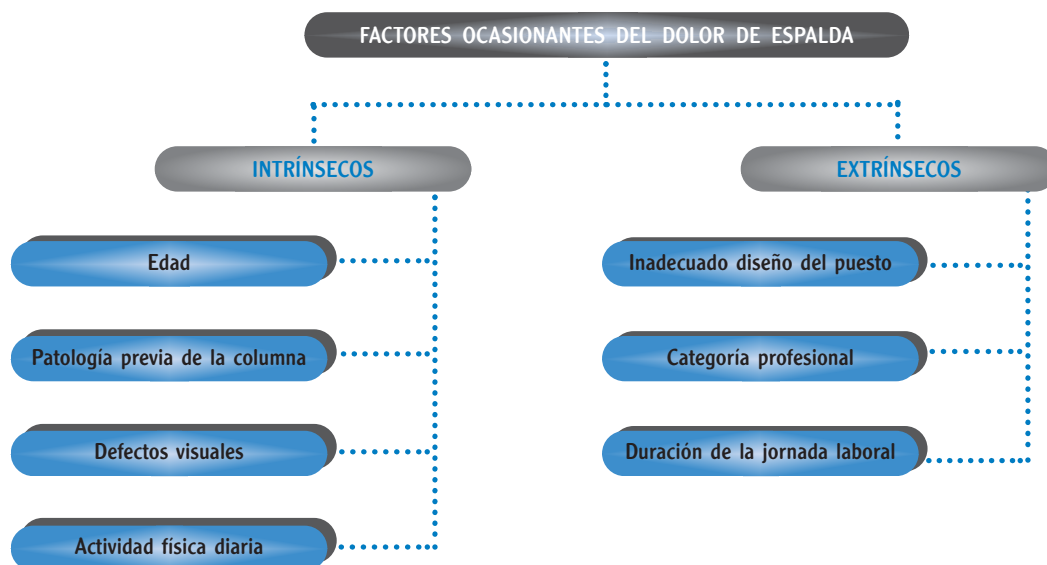 FACTORES OCASIONANTES DEL DOLOR DE ESPALDA
INTRÍNSECOS
Edad
Patología previa de la columna
Defectos visuales
Actividad física diaria
EXTRÍNSECOS
Inadecuado diseño del puesto
Categoría profesional
Duración de la jornada laboral